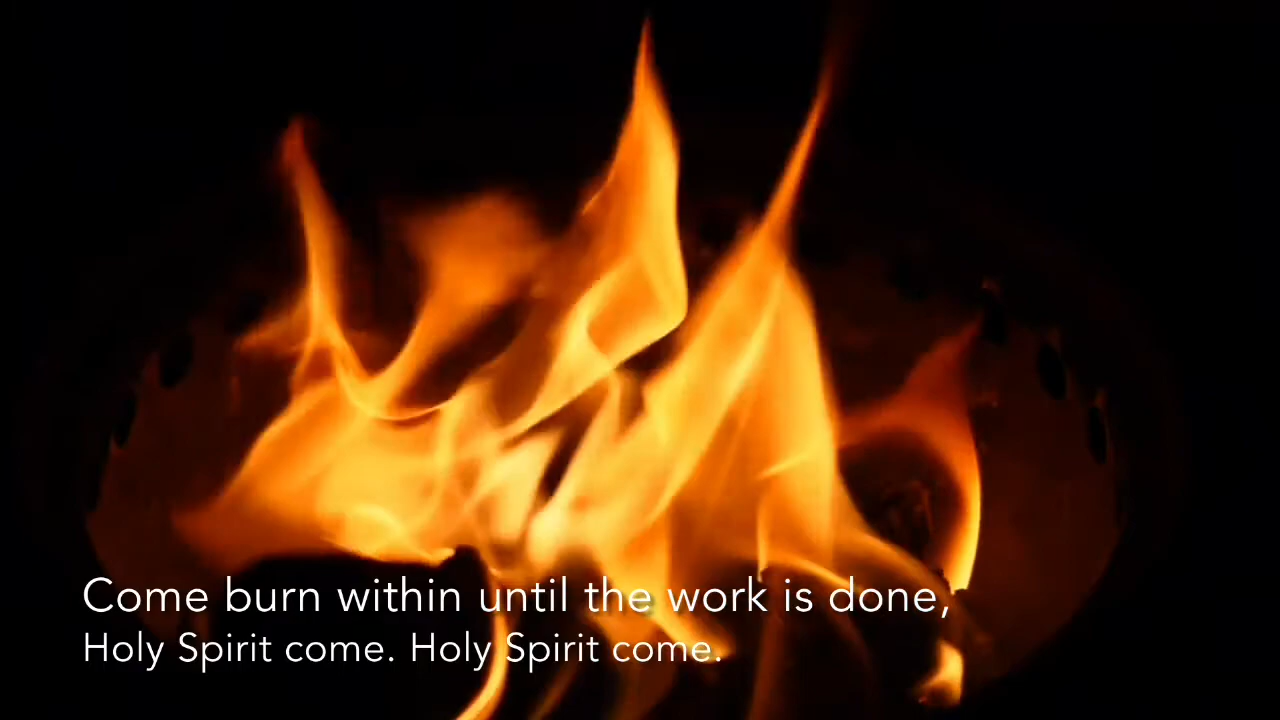 Come burn within until the work is done,
Holy Spirit come. Holy Spirit come.